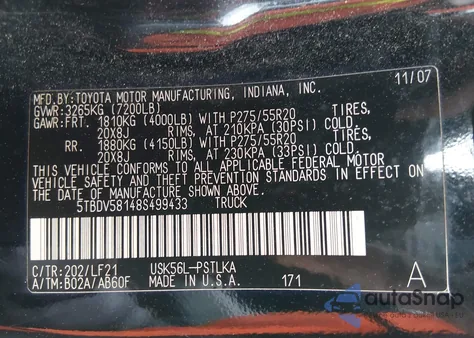 MFD.BY:TOYOTA MOTOR MANUFACTURING, INDIANA, INC. 11/07
GVWR:3265KG (7200LB)
GAWR:FRT. 1810KG (4000LB) WITH P275/55R20 TIRES,
20X8J RIMS, AT 210KPA (30PSI) COLD.
RR. 1880KG (4150LB) WITH P275/55R20 TIRES,
20X8J RIMS, AT 230KPA (33PSI) COLD.
THIS VEHICLE CONFORMS TO ALL APPLICABLE FEDERAL MOTOR
VEHICLE SAFETY AND THEFT PREVENTION STANDARDS IN EFFECT ON
THE DATE OF MANUFACTURE SHOWN ABOVE.
5TBDV58148S499433 TRUCK
C/TR:202/LF21 USK56L-PSTLKA
A/TM:B02A/AB60F MADE IN U.S.A. 171 A
autoSnap